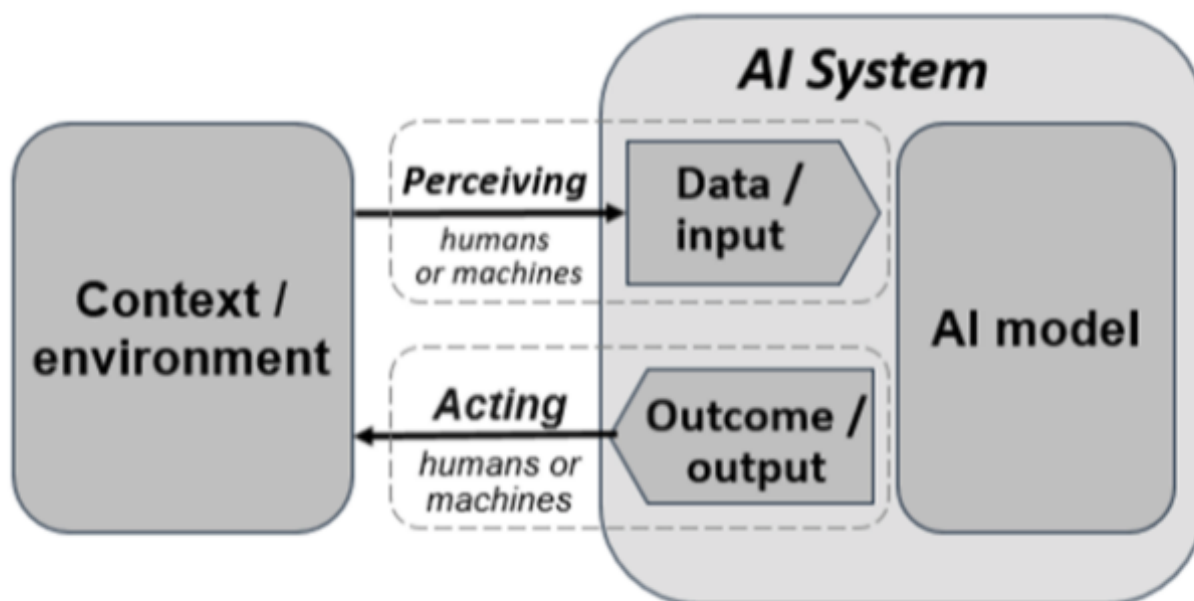 AI System
Perceiving
humans
or machines
Data /
input
Context /
environment
AI model
Acting
humans or
machines
Outcome /
output